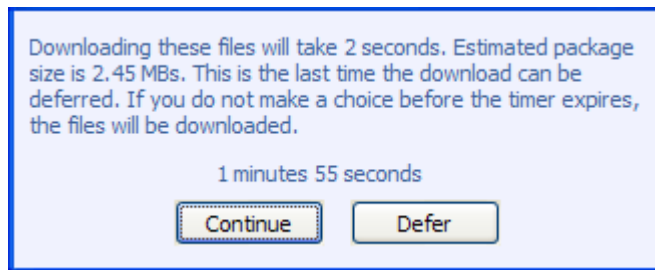 Downloading these files will take 2 seconds. Estimated package
size is 2.45 MBs. This is the last time the download can be
deferred. If you do not make a choice before the timer expires,
the files will be downloaded.
1 minutes 55 seconds
Continue Defer